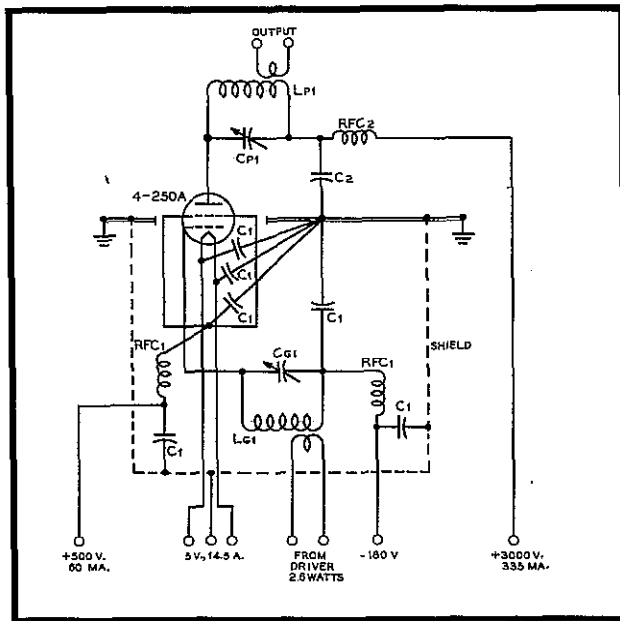 OUTPUT
LP1
RFC2
CP1
C2
4-250A
C1
C1
C1
C1
RFC1
CG1
RFC1
SHIELD
C1
LG1
C1
+500 V.
60 MA.
5 V., 14.5 A.
FROM
DRIVER
2.6 WATTS
-180 V
+3000 V.
335 MA.